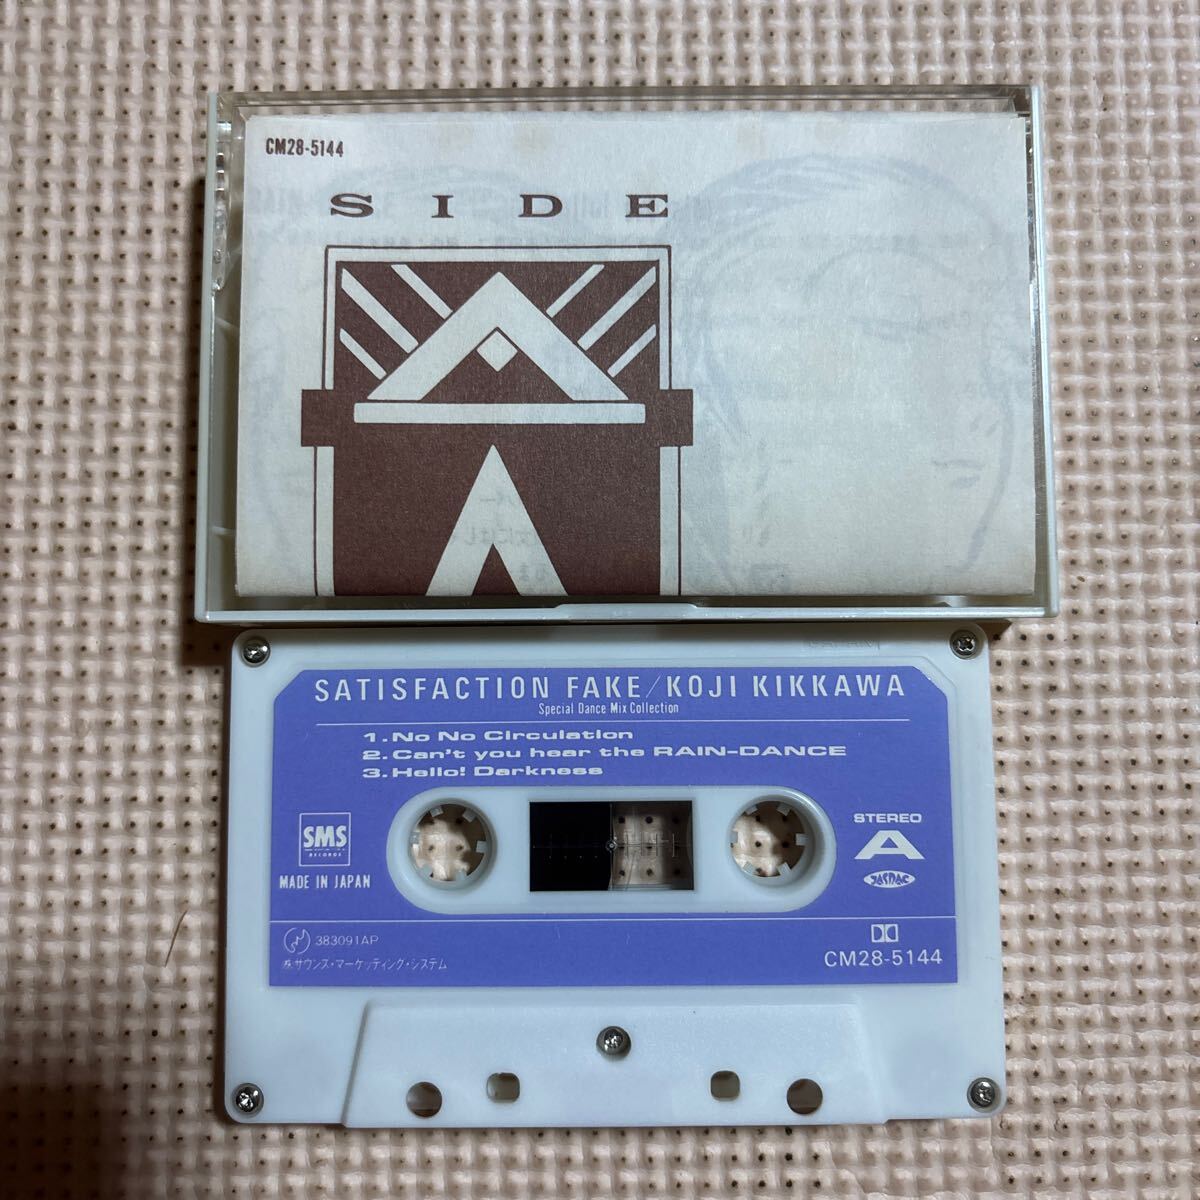 CM28-5144
SIDE
A
SATISFACTION FAKE/KOJI KIKKAWA
Special Dance Mix Collection
1.No No Circulation
2.Can't you hear the RAIN-DANCE
3.Hello! Darkness
SMS
RECORDS
MADE IN JAPAN
STEREO
A
JASRAC
383091AP
㈱サウンズ・マーケッティング・システム
CM28-5144